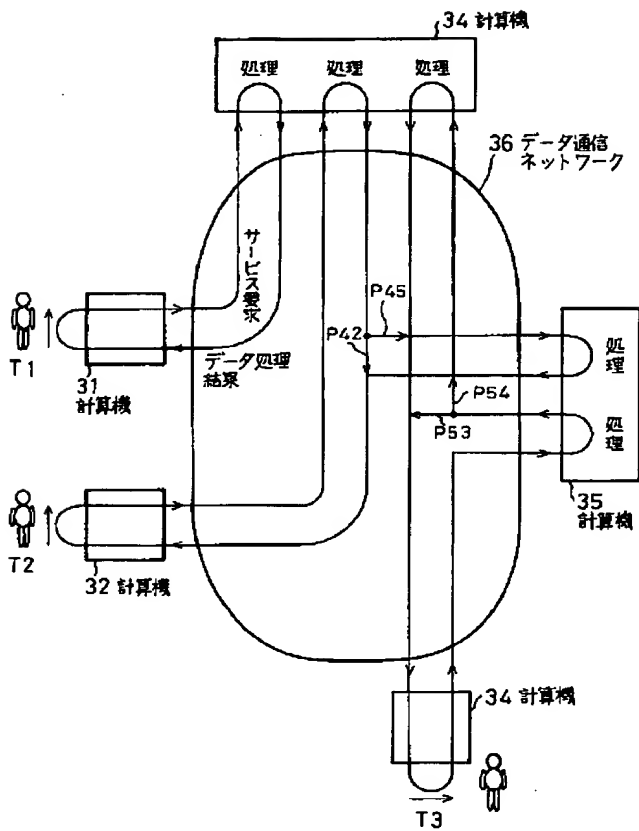 34 計算機
処理
処理
処理
36 データ通信
ネットワーク
サービス要求
データ処理
結果
T1
31
計算機
P45
P42
P54
P53
処理
処理
35
計算機
T2
32 計算機
34 計算機
T3